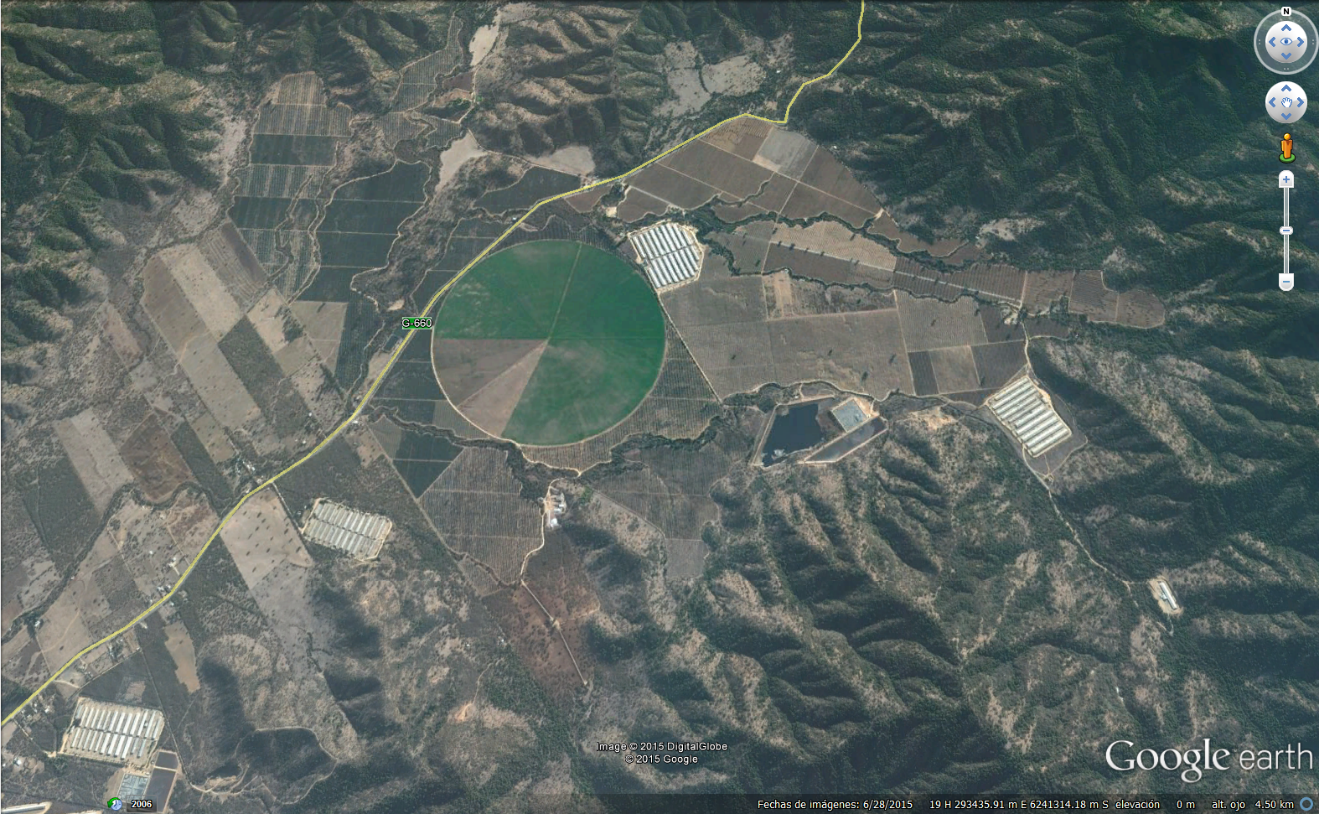 N
G-660
Image © 2015 DigitalGlobe
© 2015 Google
Google earth
2006
Fechas de imágenes: 6/28/2015 19 H 293435.91 m E 6241314.18 m S elevación 0 m alt. ojo 4.50 km